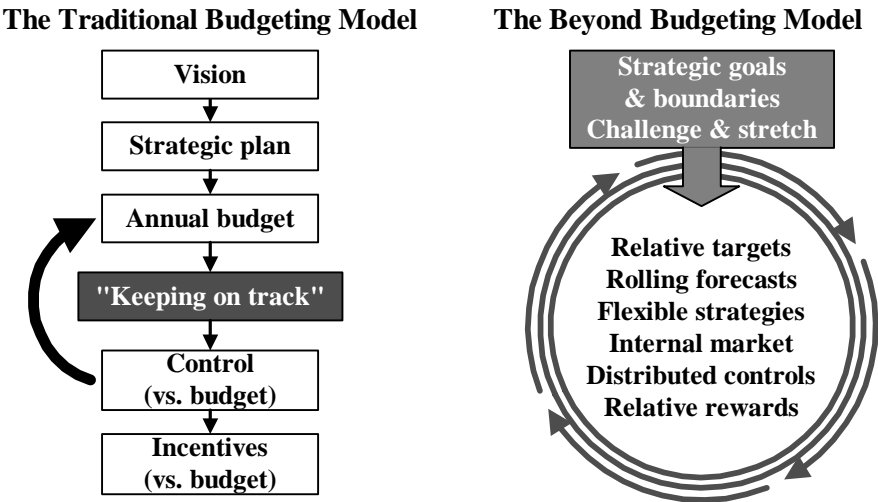 The Traditional Budgeting Model
Vision
Strategic plan
Annual budget
"Keeping on track"
Control
(vs. budget)
Incentives
(vs. budget)
The Beyond Budgeting Model
Strategic goals
& boundaries
Challenge & stretch
Relative targets
Rolling forecasts
Flexible strategies
Internal market
Distributed controls
Relative rewards